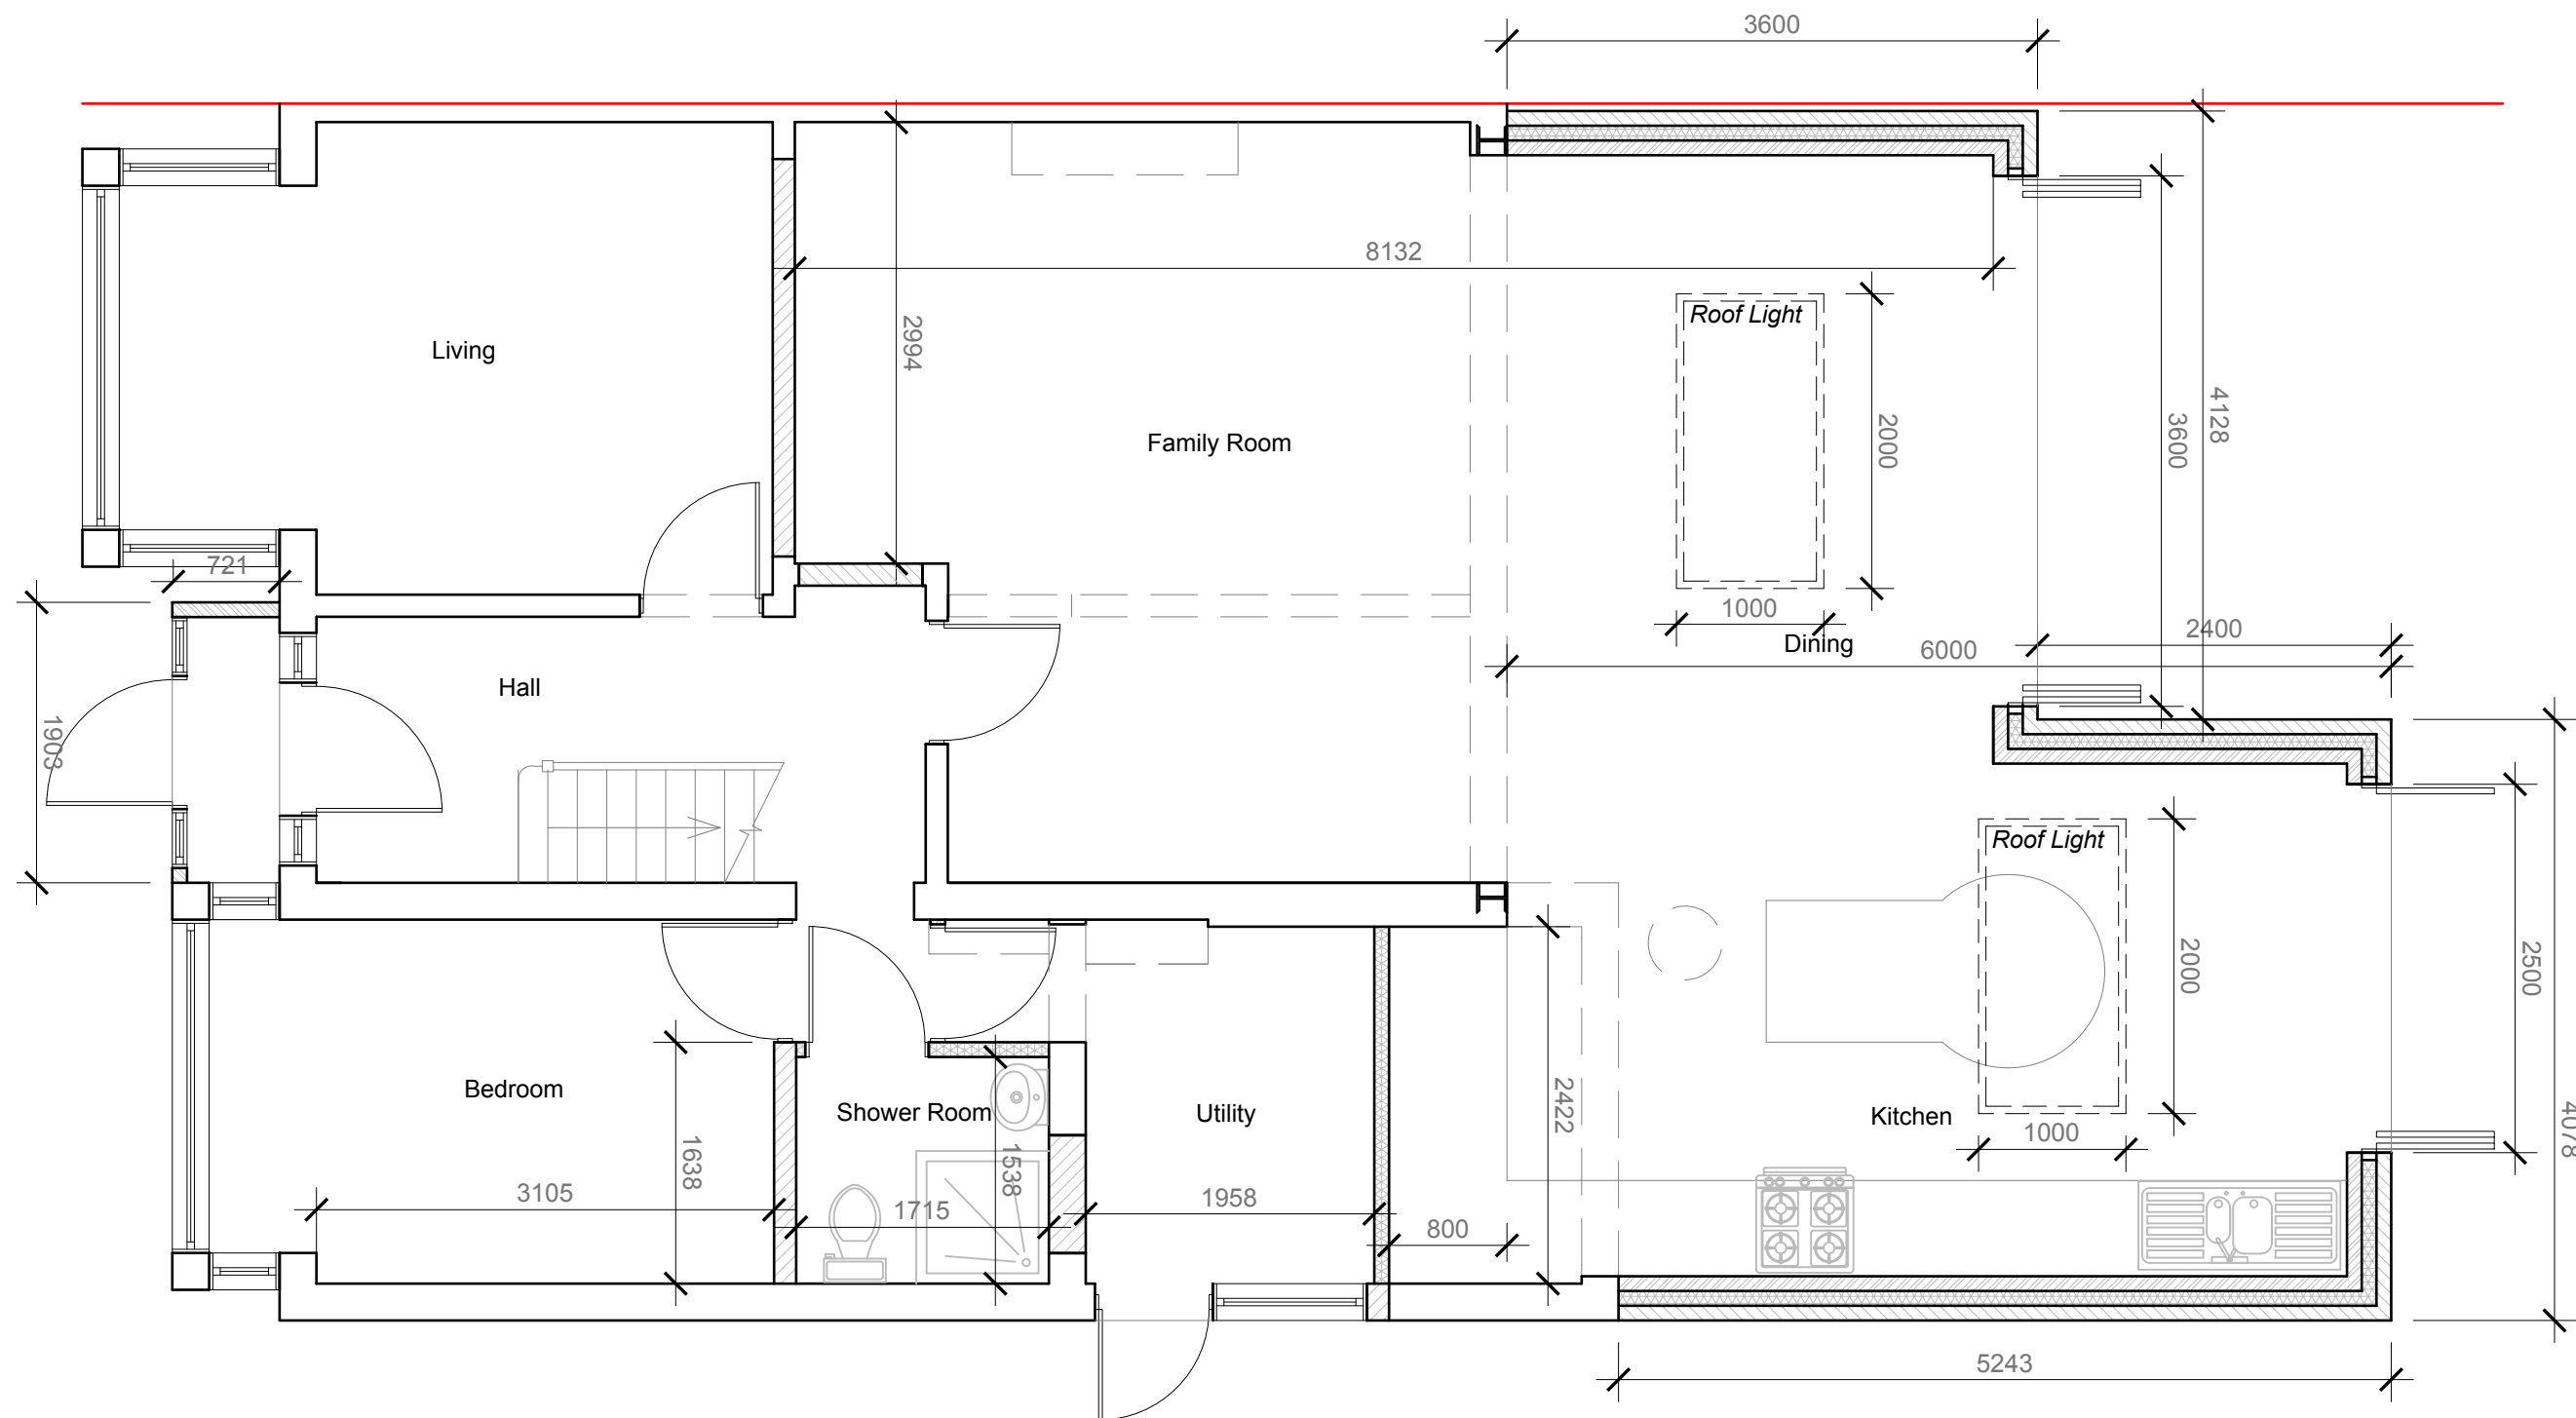 3600
8132
Roof Light
2994
Living
4128
3600
2000
Family Room
721
1000
Dining
2400
6000
Hall
1903
Roof Light
2000
2500
Bedroom
Shower Room
Utility
2422
Kitchen
1000
4078
1638
1538
3105
1715
1958
800
5243